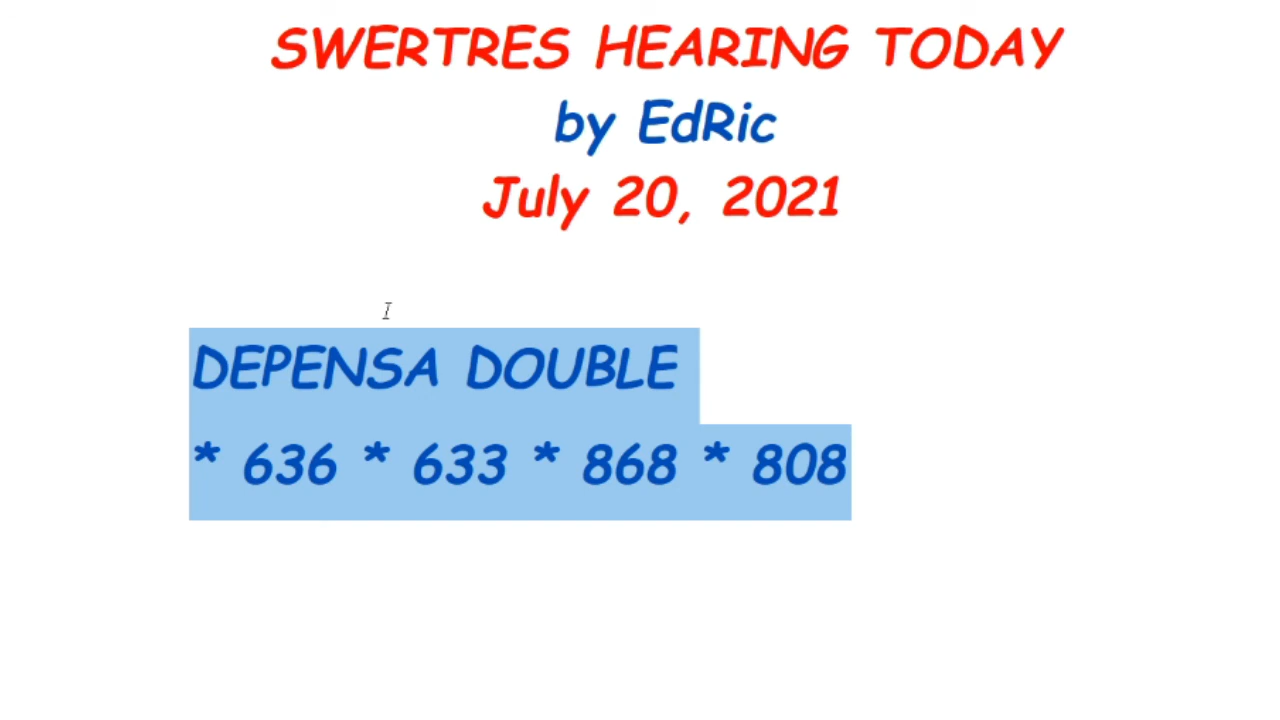 SWERTRES HEARING TODAY
by EdRic
July 20, 2021
DEPENSA DOUBLE
* 636 * 633 * 868 * 808